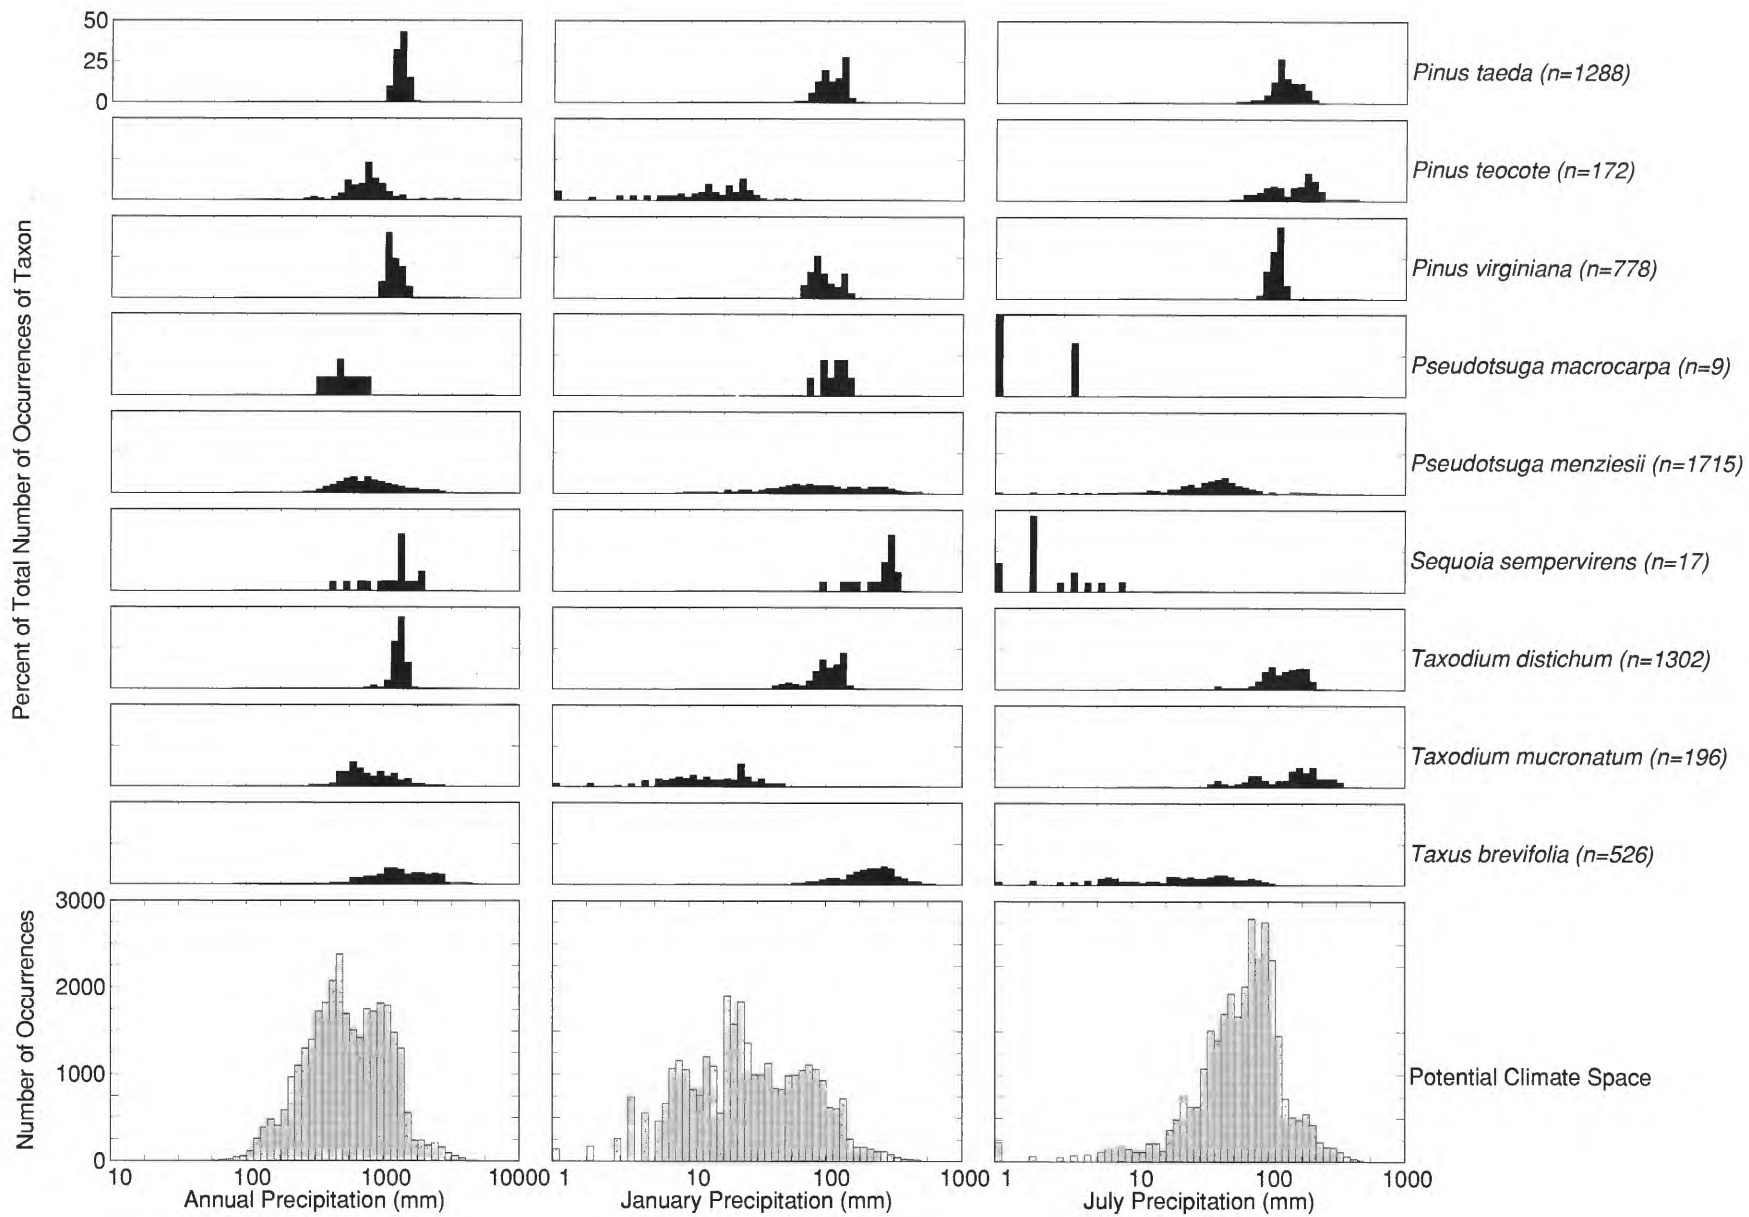 50
25
0
Pinus taeda (n=1288)
Pinus teocote (n=172)
Pinus virginiana (n=778)
Pseudotsuga macrocarpa (n=9)
Pseudotsuga menziesii (n=1715)
Sequoia sempervirens (n=17)
Taxodium distichum (n=1302)
Taxodium mucronatum (n=196)
Taxus brevifolia (n=526)
Percent of Total Number of Occurrences of Taxon
3000
2000
1000
0
Number of Occurrences
Potential Climate Space
10 100 1000 10000 1 10 100 1000 1 10 100 1000
Annual Precipitation (mm) January Precipitation (mm) July Precipitation (mm)